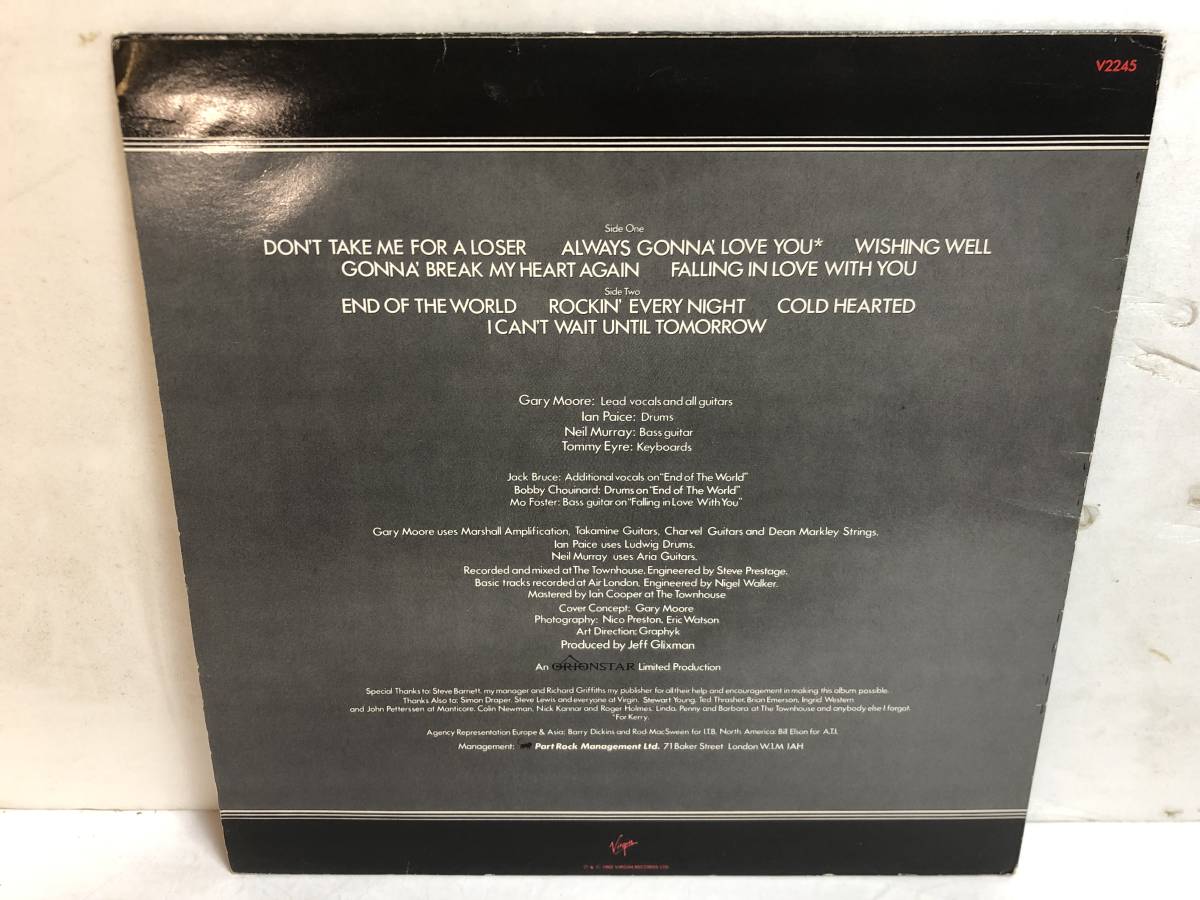 V2245
Side One
DON'T TAKE ME FOR A LOSER ALWAYS GONNA' LOVE YOU* WISHING WELL
GONNA' BREAK MY HEART AGAIN FALLING IN LOVE WITH YOU
Side Two
END OF THE WORLD ROCKIN' EVERY NIGHT COLD HEARTED
I CAN'T WAIT UNTIL TOMORROW
Gary Moore: Lead vocals and all guitars
Ian Paice: Drums
Neil Murray: Bass guitar
Tommy Eyre: Keyboards
Jack Bruce: Additional vocals on "End of The World"
Bobby Chouinard: Drums on "End of The World"
Mo Foster: Bass guitar on "Falling in Love With You"
Gary Moore uses Marshall Amplification, Takamine Guitars, Charvel Guitars and Dean Markley Strings.
Ian Paice uses Ludwig Drums.
Neil Murray uses Aria Guitars.
Recorded and mixed at The Townhouse, Engineered by Steve Prestage.
Basic tracks recorded at Air London, Engineered by Nigel Walker.
Mastered by Ian Cooper at The Townhouse
Cover Concept: Gary Moore
Photography: Nico Preston, Eric Watson
Art Direction: Graphyk
Produced by Jeff Glixman
An ORIONSTAR Limited Production
Special Thanks to: Steve Barnett, my manager and Richard Griffiths my publisher for all their help and encouragement in making this album possible.
Thanks Also to: Simon Draper, Steve Lewis and everyone at Virgin. Stewart Young, Ted Thrasher, Brian Emerson, Ingrid Western
and John Petterssen at Manticore, Colin Newman, Nick Kannar and Roger Holmes, Linda, Penny and Barbara at The Townhouse and anybody else I forgot.
*For Kerry.
Agency Representation Europe & Asia: Barry Dickins and Rod MacSween for I.T.B, North America: Bill Elson for A.T.I.
Management: Part Rock Management Ltd. 71 Baker Street London W.1.M 1AH
Virgin
℗ & © 1982 VIRGIN RECORDS LTD